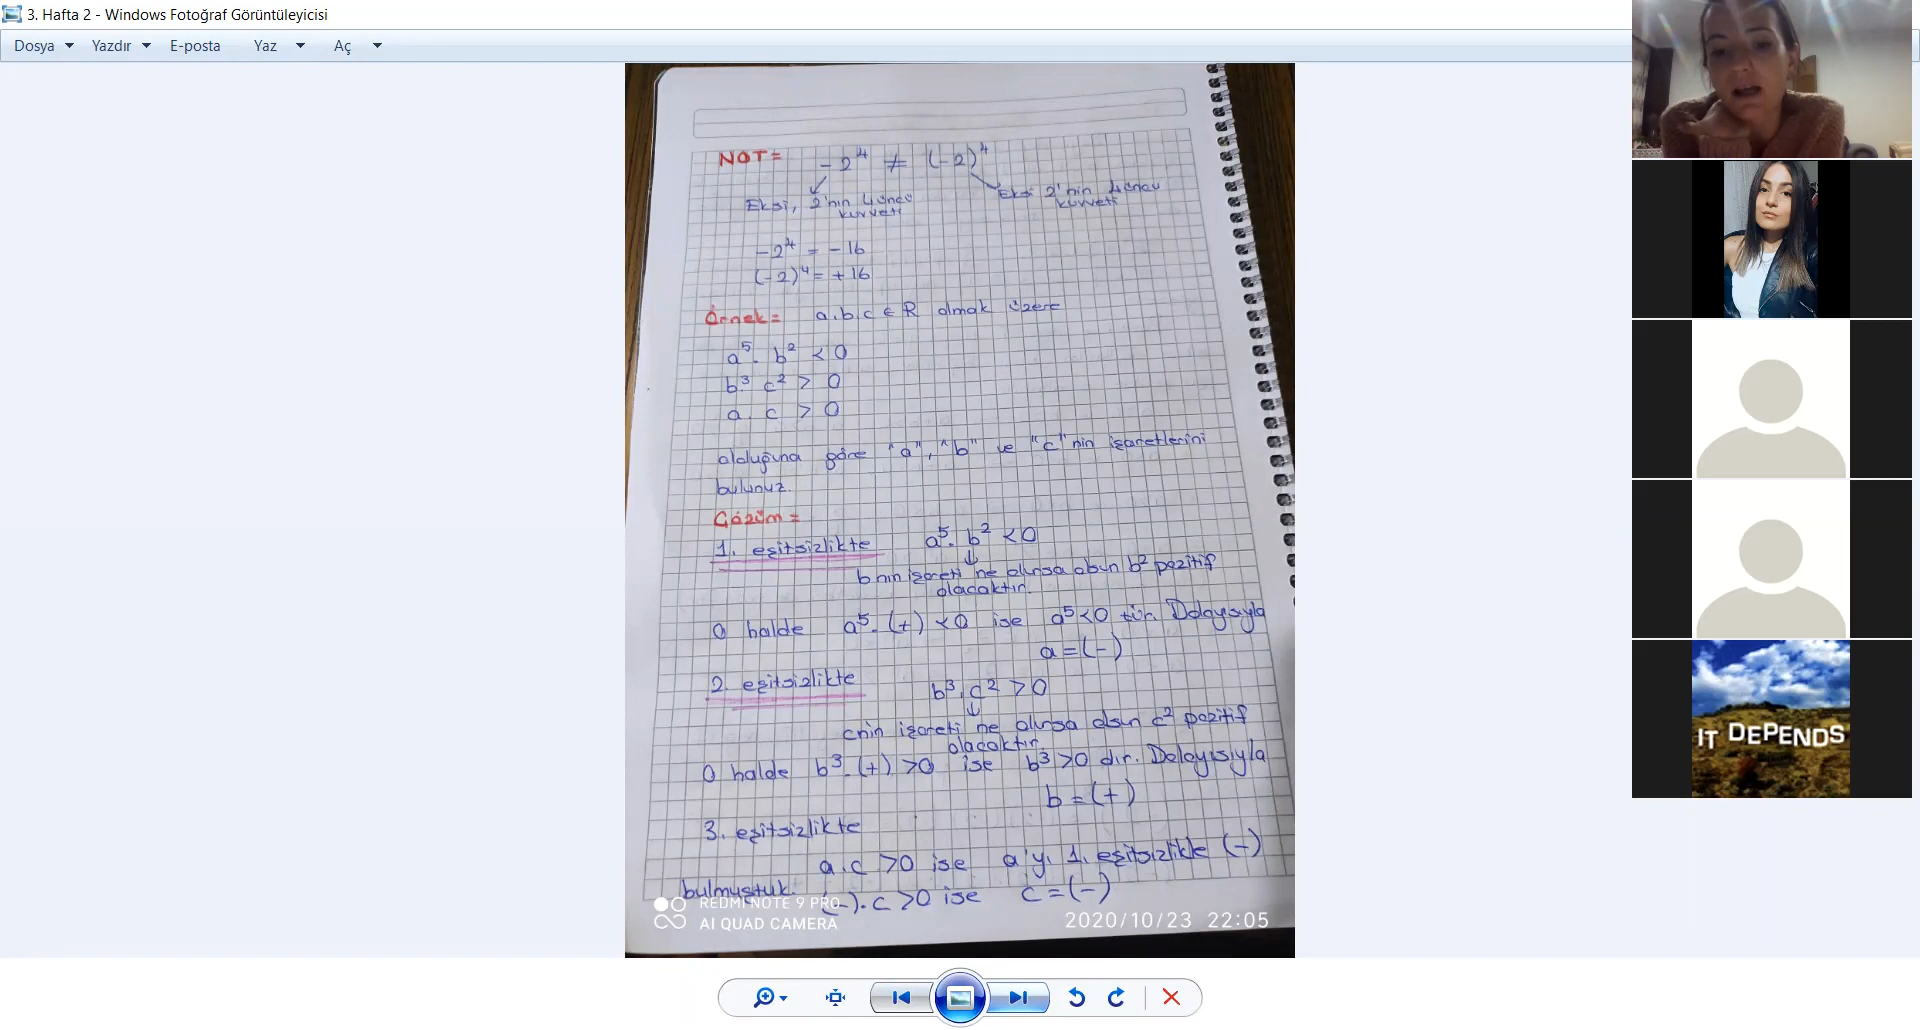 3. Hafta 2 - Windows Fotoğraf Görüntüleyicisi
Dosya Yazdır E-posta Yaz Aç
NOT = -2⁴ ≠ (-2)⁴
Eksi, 2'nin 4üncü kuvveti
Eksi 2'nin 4üncü kuvveti
-2⁴ = -16
(-2)⁴ = +16
Örnek = a,b,c ∈ R olmak üzere
a⁵. b² < 0
b³. c² > 0
a. c > 0
olduğuna göre "a", "b" ve "c"nin işaretlerini
bulunuz.
Çözüm =
1. eşitsizlikte a⁵. b² < 0
b nin işareti ne olursa olsun b² pozitif
olacaktır.
O halde a⁵. (+) < 0 ise a⁵ < 0 tır. Dolayısıyla
a = (-)
2. eşitsizlikte b³. c² > 0
cnin işareti ne olursa olsun c² pozitif
olacaktır.
O halde b³. (+) > 0 ise b³ > 0 dır. Dolayısıyla
b = (+)
3. eşitsizlikte
a.c > 0 ise a'yı 1. eşitsizlikle (-)
bulmuştuk. (-). c > 0 ise c = (-)
REDMI NOTE 9 PRO
AI QUAD CAMERA
2020/10/23 22:05
IT DEPENDS